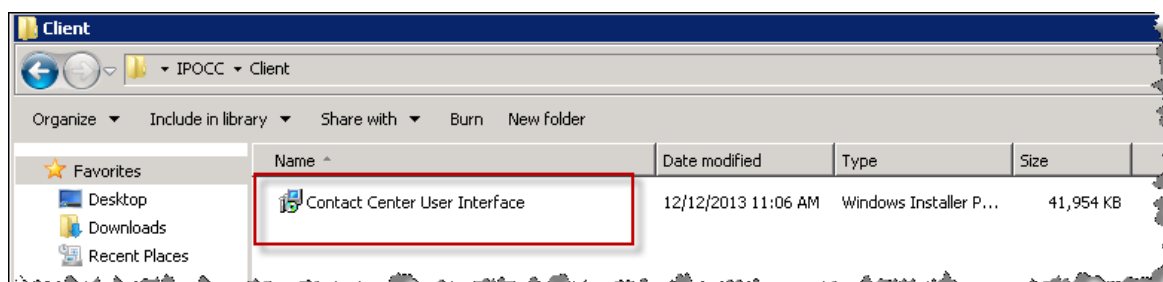 Client
IPOCC Client
Organize Include in library Share with Burn New folder
Favorites
Desktop
Downloads
Recent Places
Name Date modified Type Size
Contact Center User Interface 12/12/2013 11:06 AM Windows Installer P... 41,954 KB